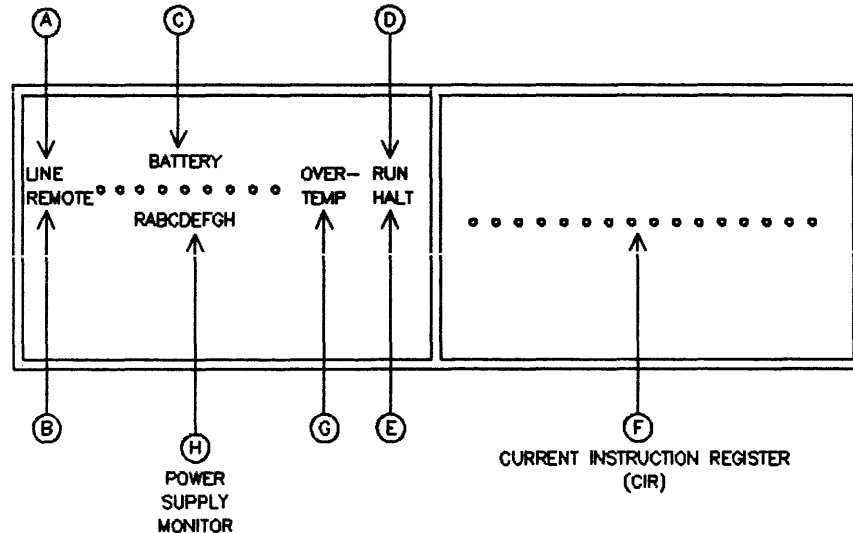 A C D
BATTERY
LINE OVER- RUN
REMOTE TEMP HALT
RABCDEFGH
B H G E F
POWER
SUPPLY
MONITOR
CURRENT INSTRUCTION REGISTER
(CIR)